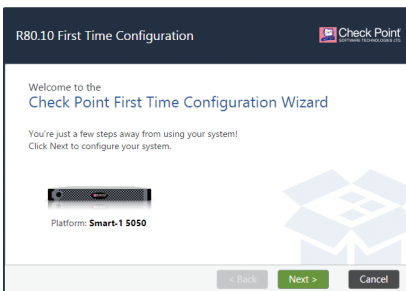 R80.10 First Time Configuration
Check Point
SOFTWARE TECHNOLOGIES LTD.
Welcome to the
Check Point First Time Configuration Wizard
You're just a few steps away from using your system!
Click Next to configure your system.
Platform: Smart-1 5050
< Back
Next >
Cancel